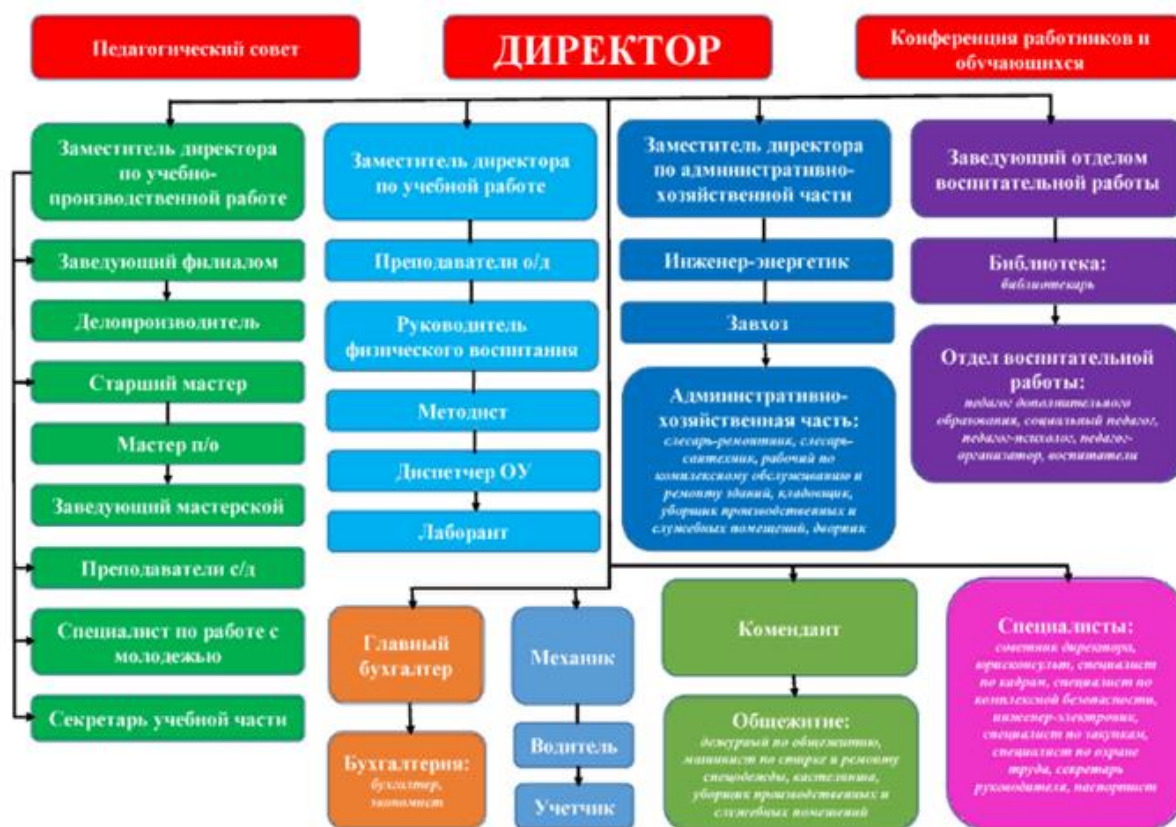 Педагогический совет
ДИРЕКТОР
Конференция работников и
обучающихся
Заместитель директора
по учебно-
производственной работе
Заведующий филиалом
Делопроизводитель
Старший мастер
Мастер п/о
Заведующий мастерской
Преподаватели с/д
Специалист по работе с
молодежью
Секретарь учебной части
Заместитель директора
по учебной работе
Преподаватели о/д
Руководитель
физического воспитания
Методист
Диспетчер ОУ
Лаборант
Заместитель директора
по административно-
хозяйственной части
Инженер-энергетик
Завхоз
Административно-
хозяйственная часть:
слесарь-ремонтник, слесарь-
сантехник, рабочий по
комплексному обслуживанию и
ремонту зданий, кладовщик,
уборщик производственных и
служебных помещений, дворник
Заведующий отделом
воспитательной работы
Библиотека:
библиотекарь
Отдел воспитательной
работы:
педагог дополнительного
образования, социальный педагог,
педагог-психолог, педагог-
организатор, воспитатели
Главный
бухгалтер
Бухгалтерия:
бухгалтер,
экономист
Механик
Водитель
Учетчик
Комендант
Общежитие:
дежурный по общежитию,
машинист по стирке и ремонту
спецодежды, кастелянша,
уборщик производственных и
служебных помещений
Специалисты:
советник директора,
юрисконсульт, специалист
по кадрам, специалист по
комплексной безопасности,
инженер-электроник,
специалист по закупкам,
специалист по охране
труда, секретарь
руководителя, паспортист